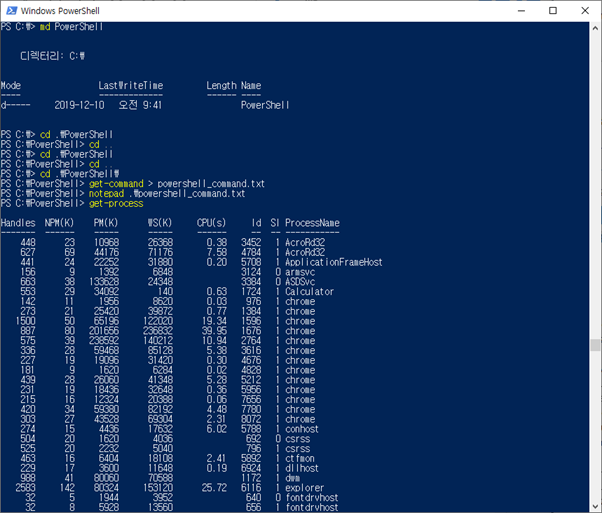 Windows PowerShell
PS C:\> md PowerShell
디렉터리: C:\
Mode LastWriteTime Length Name
---- ------------- ------ ----
d----- 2019-12-10 오전 9:41 PowerShell
PS C:\> cd .\PowerShell
PS C:\PowerShell> cd ..
PS C:\> cd .\PowerShell
PS C:\PowerShell> cd ..
PS C:\> cd .\PowerShell\
PS C:\PowerShell> get-command > powershell_command.txt
PS C:\PowerShell> notepad .\powershell_command.txt
PS C:\PowerShell> get-process
Handles NPM(K) PM(K) WS(K) CPU(s) Id SI ProcessName
------- ------ ----- ----- ------ -- -- -----------
448 23 10968 26368 0.38 3452 1 AcroRd32
627 69 44176 71176 7.58 4784 1 AcroRd32
441 24 22252 31880 0.20 5708 1 ApplicationFrameHost
156 9 1392 6848 3124 0 armsvc
663 38 133628 24348 3384 0 ASDSvc
553 29 34092 140 0.63 1724 1 Calculator
142 11 1956 8620 0.03 976 1 chrome
273 21 25420 39872 0.77 1384 1 chrome
1500 50 65196 122020 19.34 1596 1 chrome
887 80 201656 236832 39.95 1676 1 chrome
575 39 238592 140212 10.94 2764 1 chrome
336 28 59468 85128 5.38 3616 1 chrome
227 19 19096 31420 0.30 4676 1 chrome
181 9 1620 6284 0.02 4828 1 chrome
439 28 26060 41348 5.28 5212 1 chrome
231 19 18436 32648 0.36 5956 1 chrome
215 16 12324 20388 0.06 7656 1 chrome
420 34 59380 82192 4.48 7780 1 chrome
303 27 43528 69304 2.31 8072 1 chrome
274 15 4436 17632 6.02 5788 1 conhost
504 20 1620 4036 692 0 csrss
525 20 2232 5040 796 1 csrss
463 16 6404 18108 2.41 5892 1 ctfmon
229 17 3600 11648 0.19 6924 1 dllhost
988 41 80060 70588 1172 1 dwm
2583 142 80324 153120 25.72 6116 1 explorer
32 5 1944 3952 640 0 fontdrvhost
32 8 5928 13560 656 1 fontdrvhost